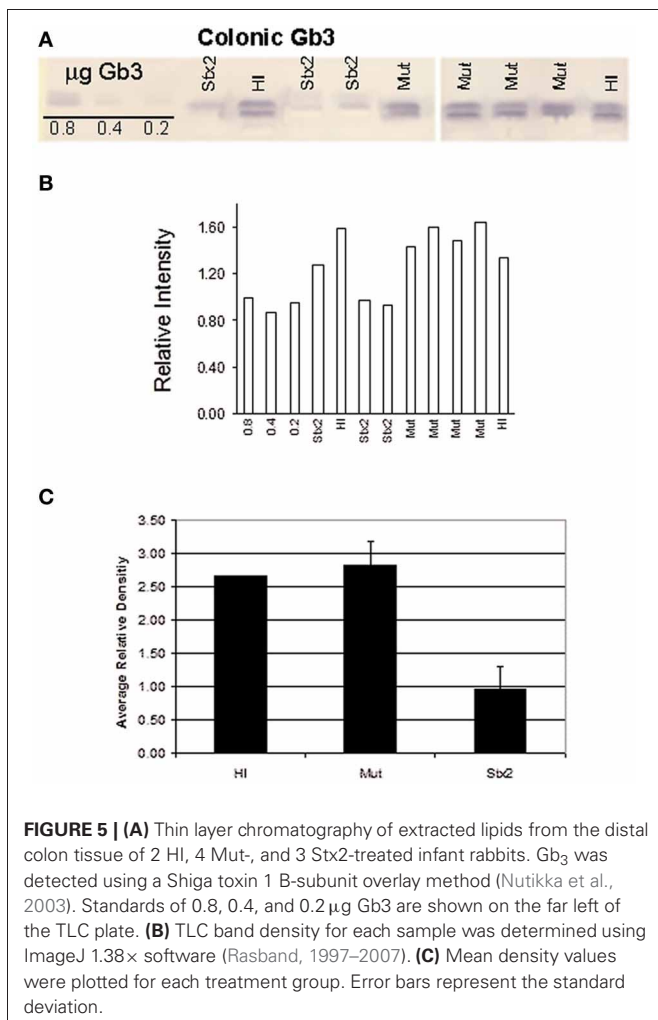 A
Colonic Gb3
µg Gb3
Stx2
HI
Stx2
Stx2
Mut
Mut
Mut
Mut
HI
0.8 0.4 0.2
B
Relative Intensity
1.60
1.20
0.80
0.40
0.00
0.8
0.4
0.2
Stx2
HI
Stx2
Stx2
Mut
Mut
Mut
Mut
HI
C
Average Relative Densitiy
3.50
3.00
2.50
2.00
1.50
1.00
0.50
0.00
HI Mut Stx2
FIGURE 5 | (A) Thin layer chromatography of extracted lipids from the distal
colon tissue of 2 HI, 4 Mut-, and 3 Stx2-treated infant rabbits. Gb3 was
detected using a Shiga toxin 1 B-subunit overlay method (Nutikka et al.,
2003). Standards of 0.8, 0.4, and 0.2 µg Gb3 are shown on the far left of
the TLC plate. (B) TLC band density for each sample was determined using
ImageJ 1.38× software (Rasband, 1997–2007). (C) Mean density values
were plotted for each treatment group. Error bars represent the standard
deviation.